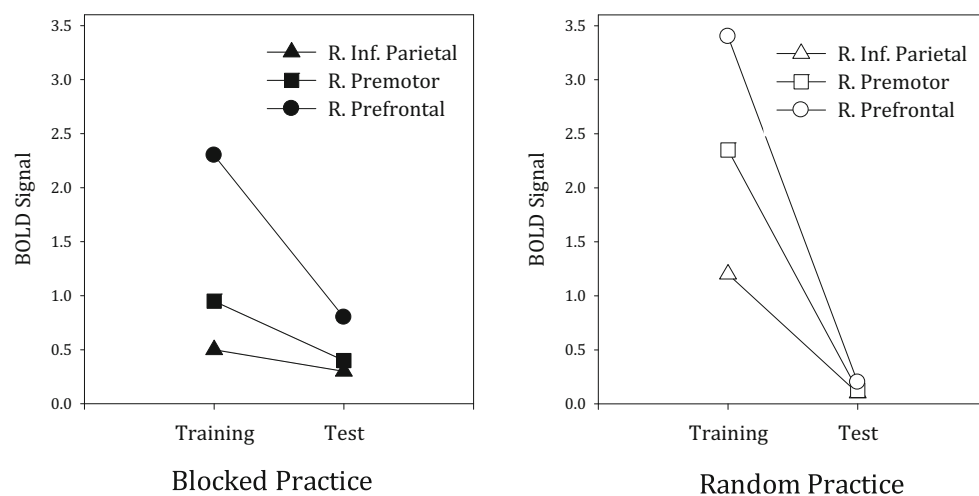 3.5
3.0
2.5
2.0
1.5
1.0
0.5
0.0
BOLD Signal
R. Inf. Parietal
R. Premotor
R. Prefrontal
Training Test
Blocked Practice
3.5
3.0
2.5
2.0
1.5
1.0
0.5
0.0
BOLD Signal
R. Inf. Parietal
R. Premotor
R. Prefrontal
Training Test
Random Practice